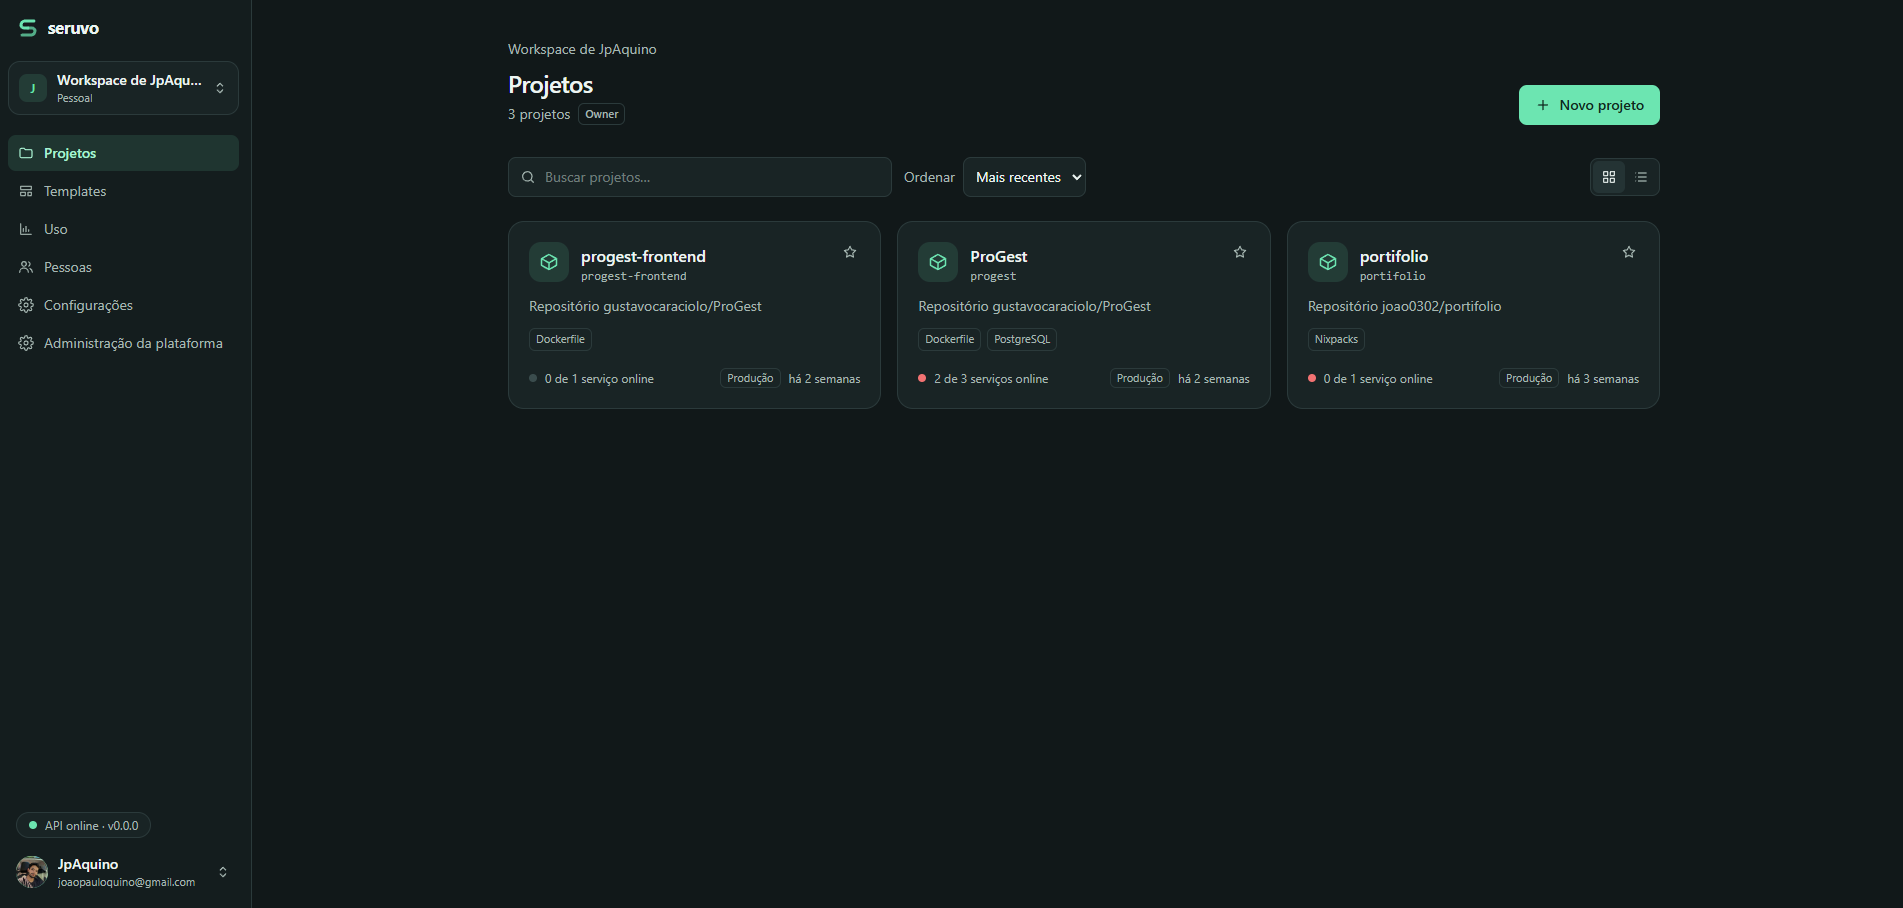 seruvo
J
Workspace de JpAqu...
Pessoal
Projetos
Templates
Uso
Pessoas
Configurações
Administração da plataforma
API online · v0.0.0
JpAquino
joaopauloquino@gmail.com
Workspace de JpAquino
Projetos
3 projetos Owner
+ Novo projeto
Buscar projetos...
Ordenar Mais recentes
progest-frontend
progest-frontend
Repositório gustavocaraciolo/ProGest
Dockerfile
0 de 1 serviço online Produção há 2 semanas
ProGest
progest
Repositório gustavocaraciolo/ProGest
Dockerfile PostgreSQL
2 de 3 serviços online Produção há 2 semanas
portifolio
portifolio
Repositório joao0302/portifolio
Nixpacks
0 de 1 serviço online Produção há 3 semanas